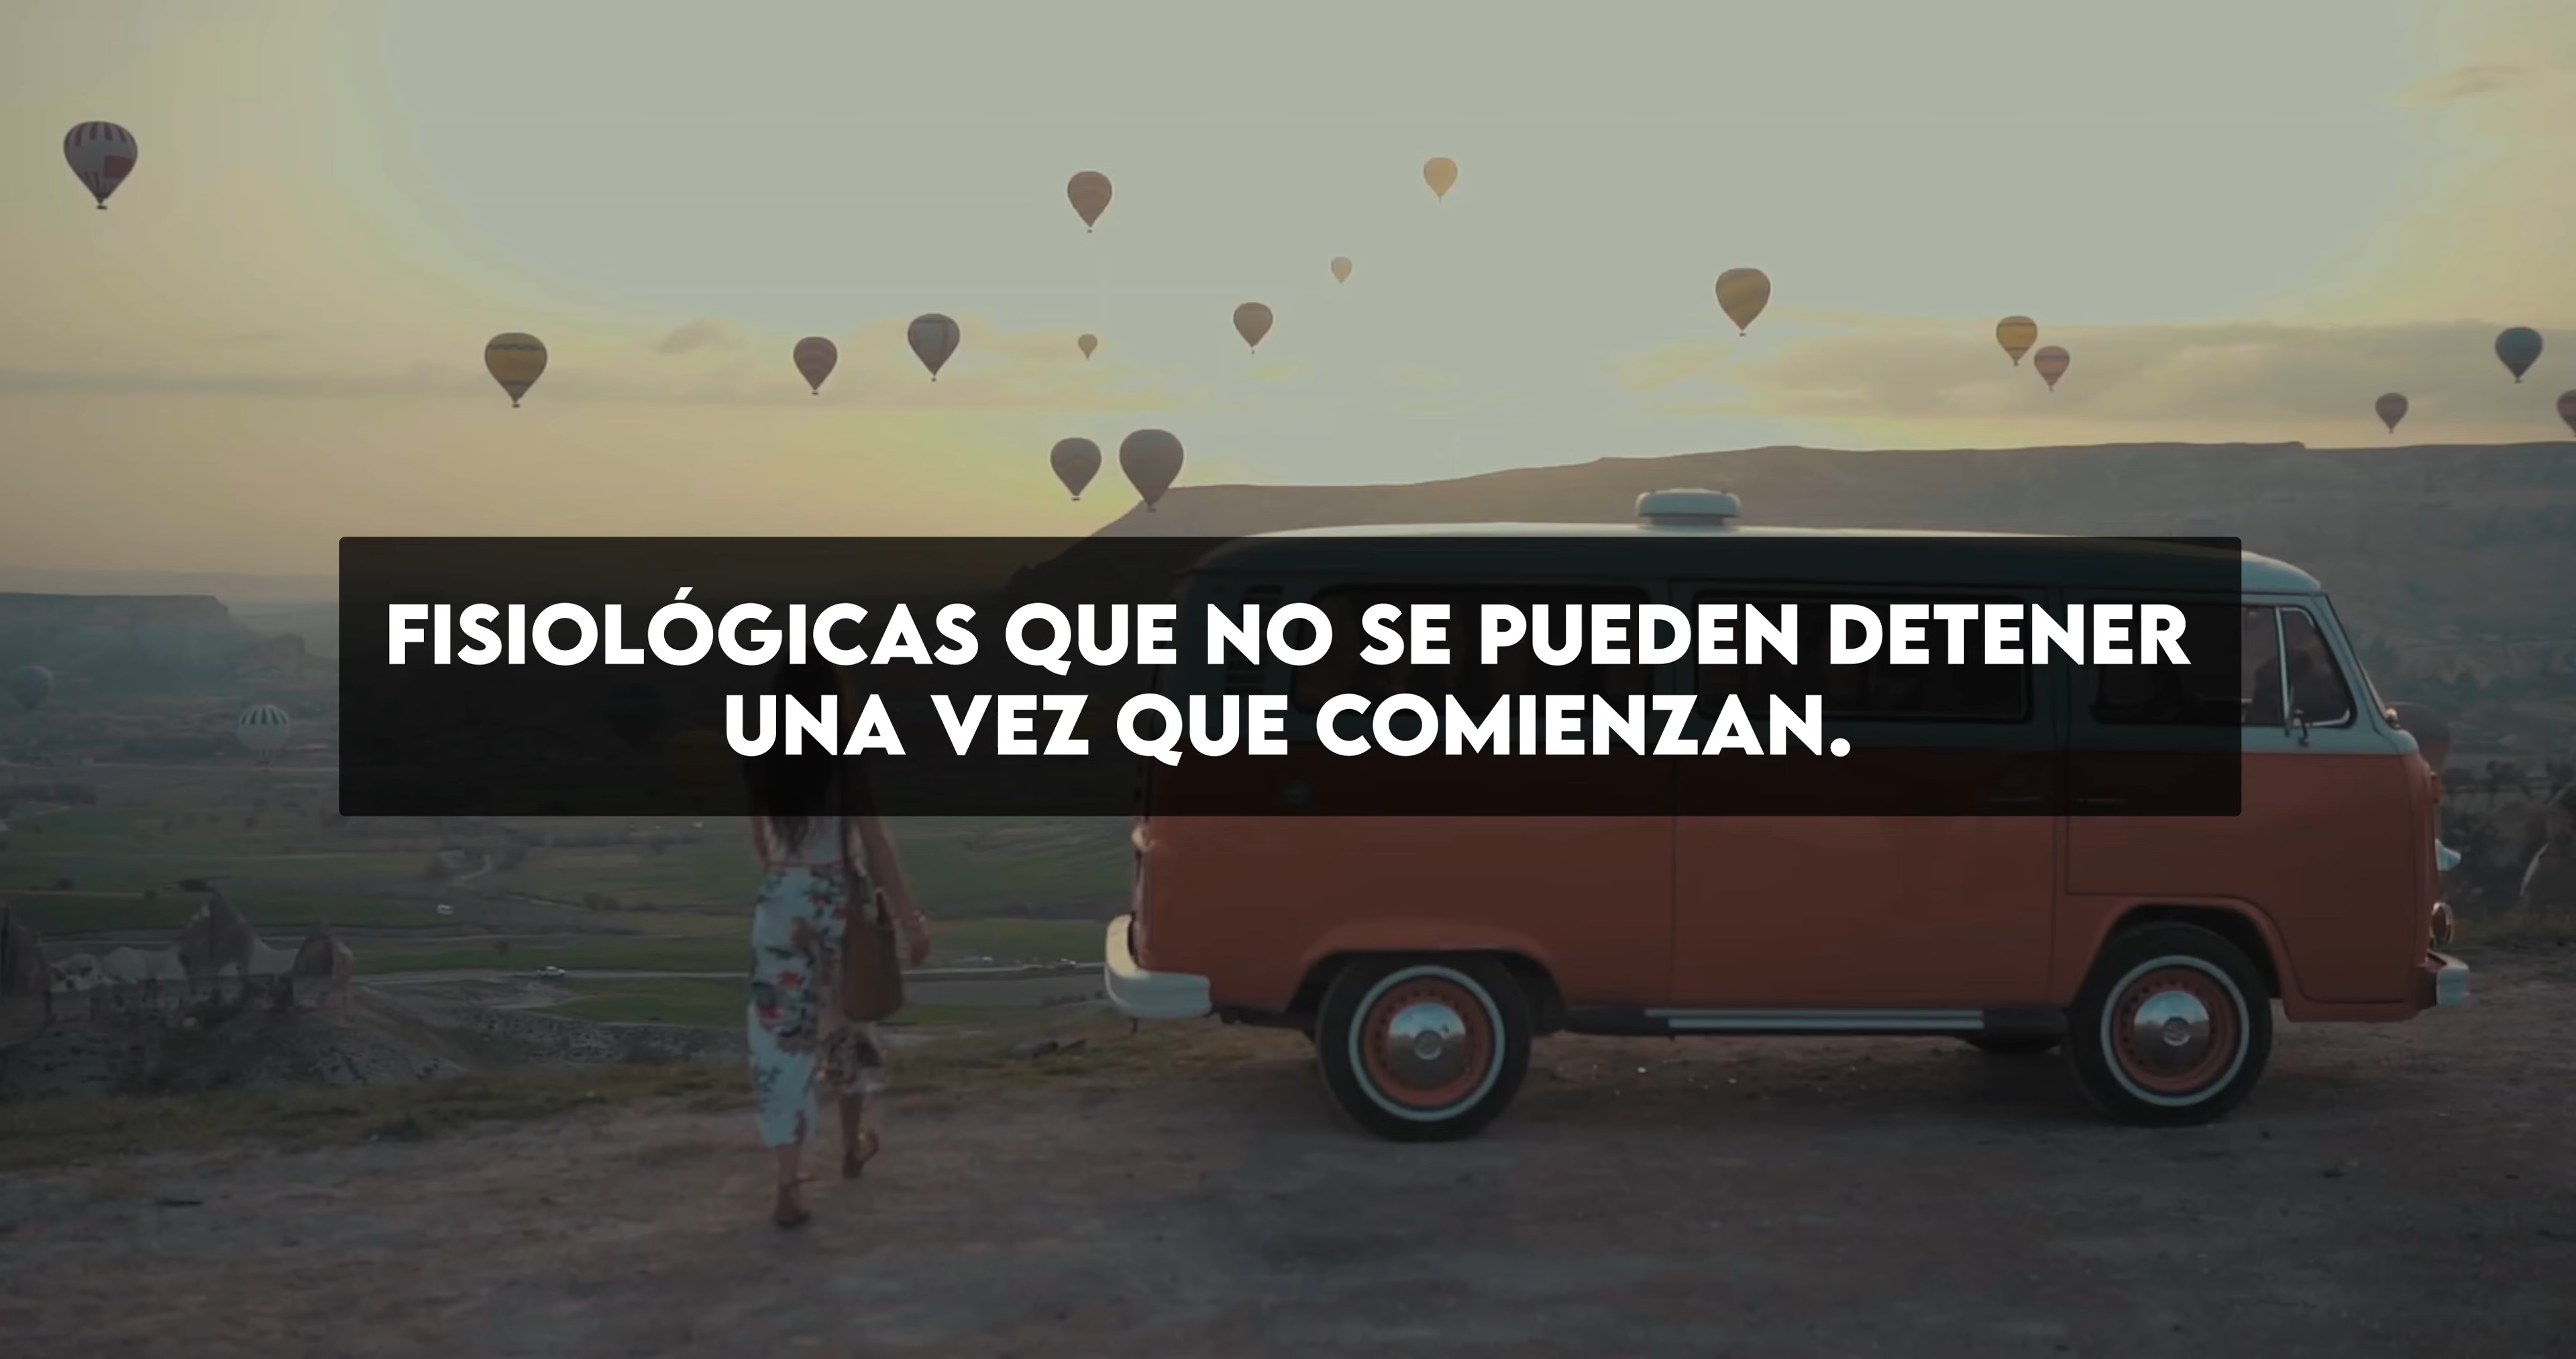 FISIOLÓGICAS QUE NO SE PUEDEN DETENER
UNA VEZ QUE COMIENZAN.